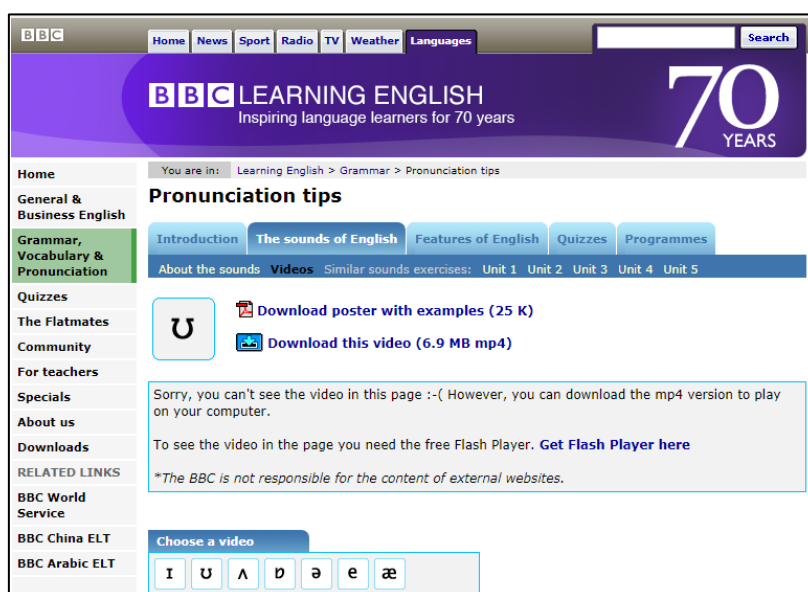 BBC
Home News Sport Radio TV Weather Languages
Search
BBC LEARNING ENGLISH
Inspiring language learners for 70 years
70
YEARS
Home
General &
Business English
Grammar,
Vocabulary &
Pronunciation
Quizzes
The Flatmates
Community
For teachers
Specials
About us
Downloads
RELATED LINKS
BBC World
Service
BBC China ELT
BBC Arabic ELT
You are in: Learning English > Grammar > Pronunciation tips
Pronunciation tips
Introduction The sounds of English Features of English Quizzes Programmes
About the sounds Videos Similar sounds exercises: Unit 1 Unit 2 Unit 3 Unit 4 Unit 5
ʊ
Download poster with examples (25 K)
Download this video (6.9 MB mp4)
Sorry, you can't see the video in this page :-( However, you can download the mp4 version to play
on your computer.
To see the video in the page you need the free Flash Player. Get Flash Player here
*The BBC is not responsible for the content of external websites.
Choose a video
ɪ ʊ ʌ ɒ ə e æ